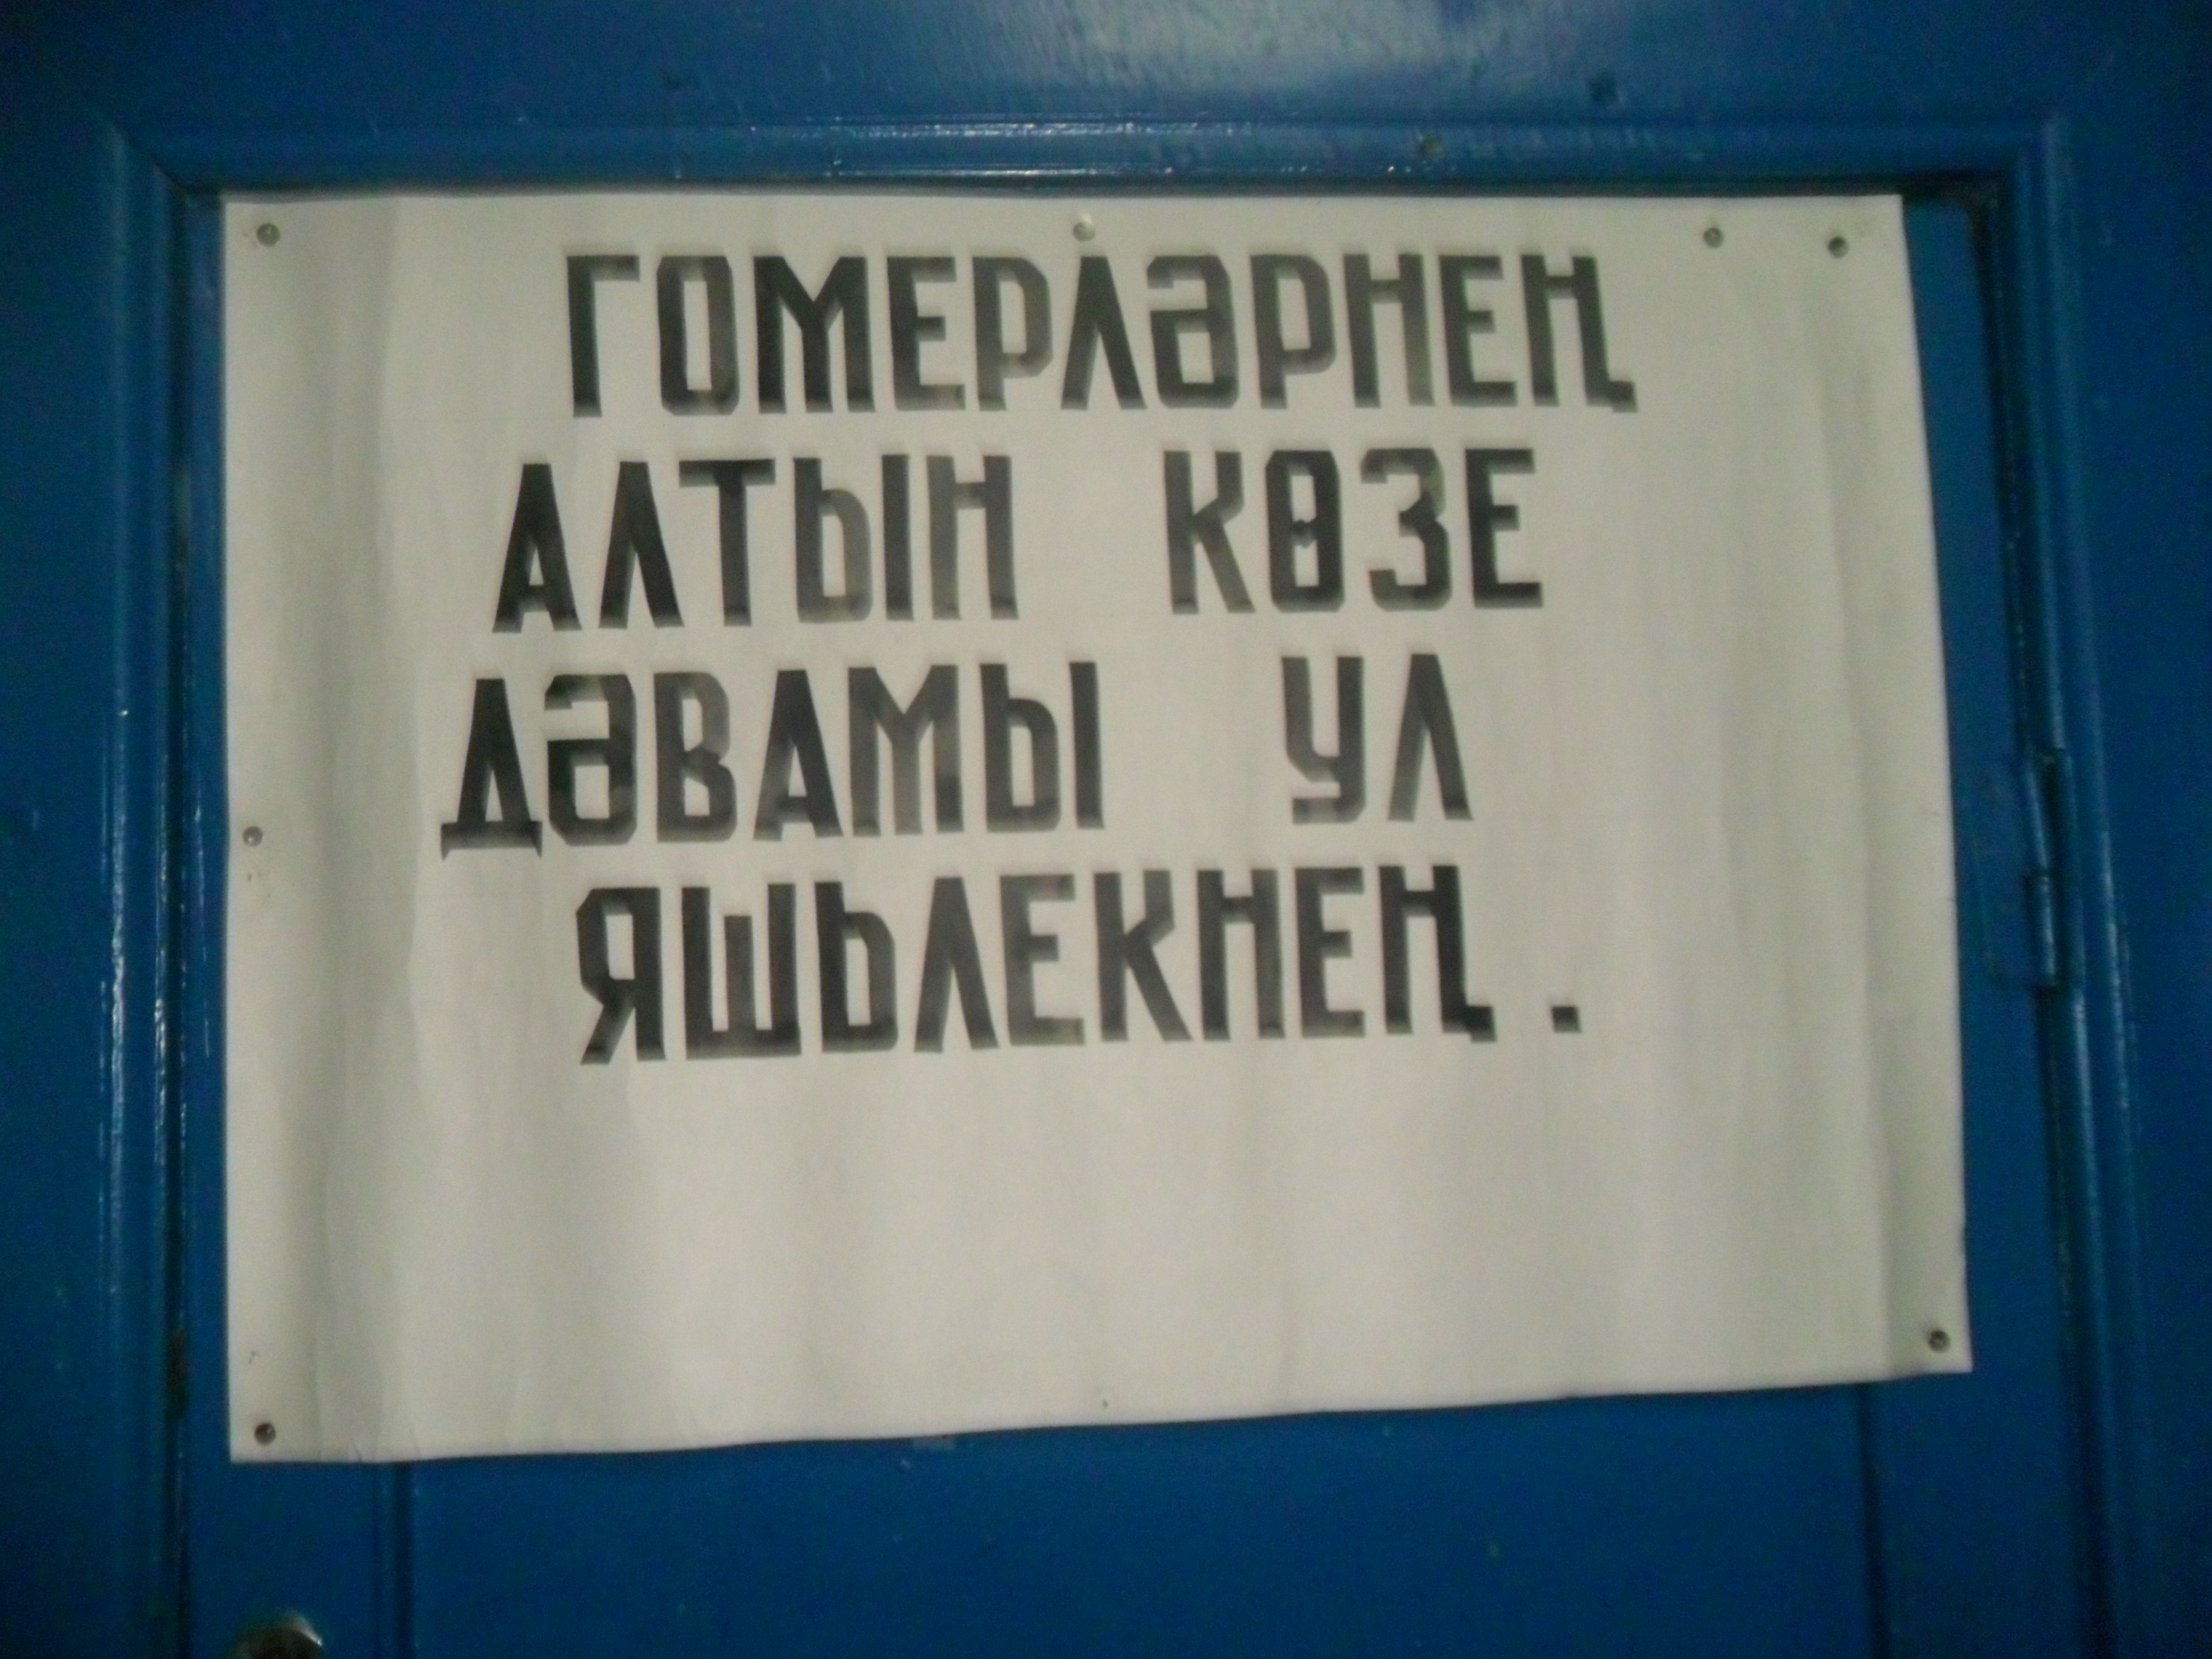 ГОМЕРЛӘРНЕҢ
АЛТЫН КӨЗЕ
ДӘВАМЫ УЛ
ЯШЬЛЕКНЕҢ.